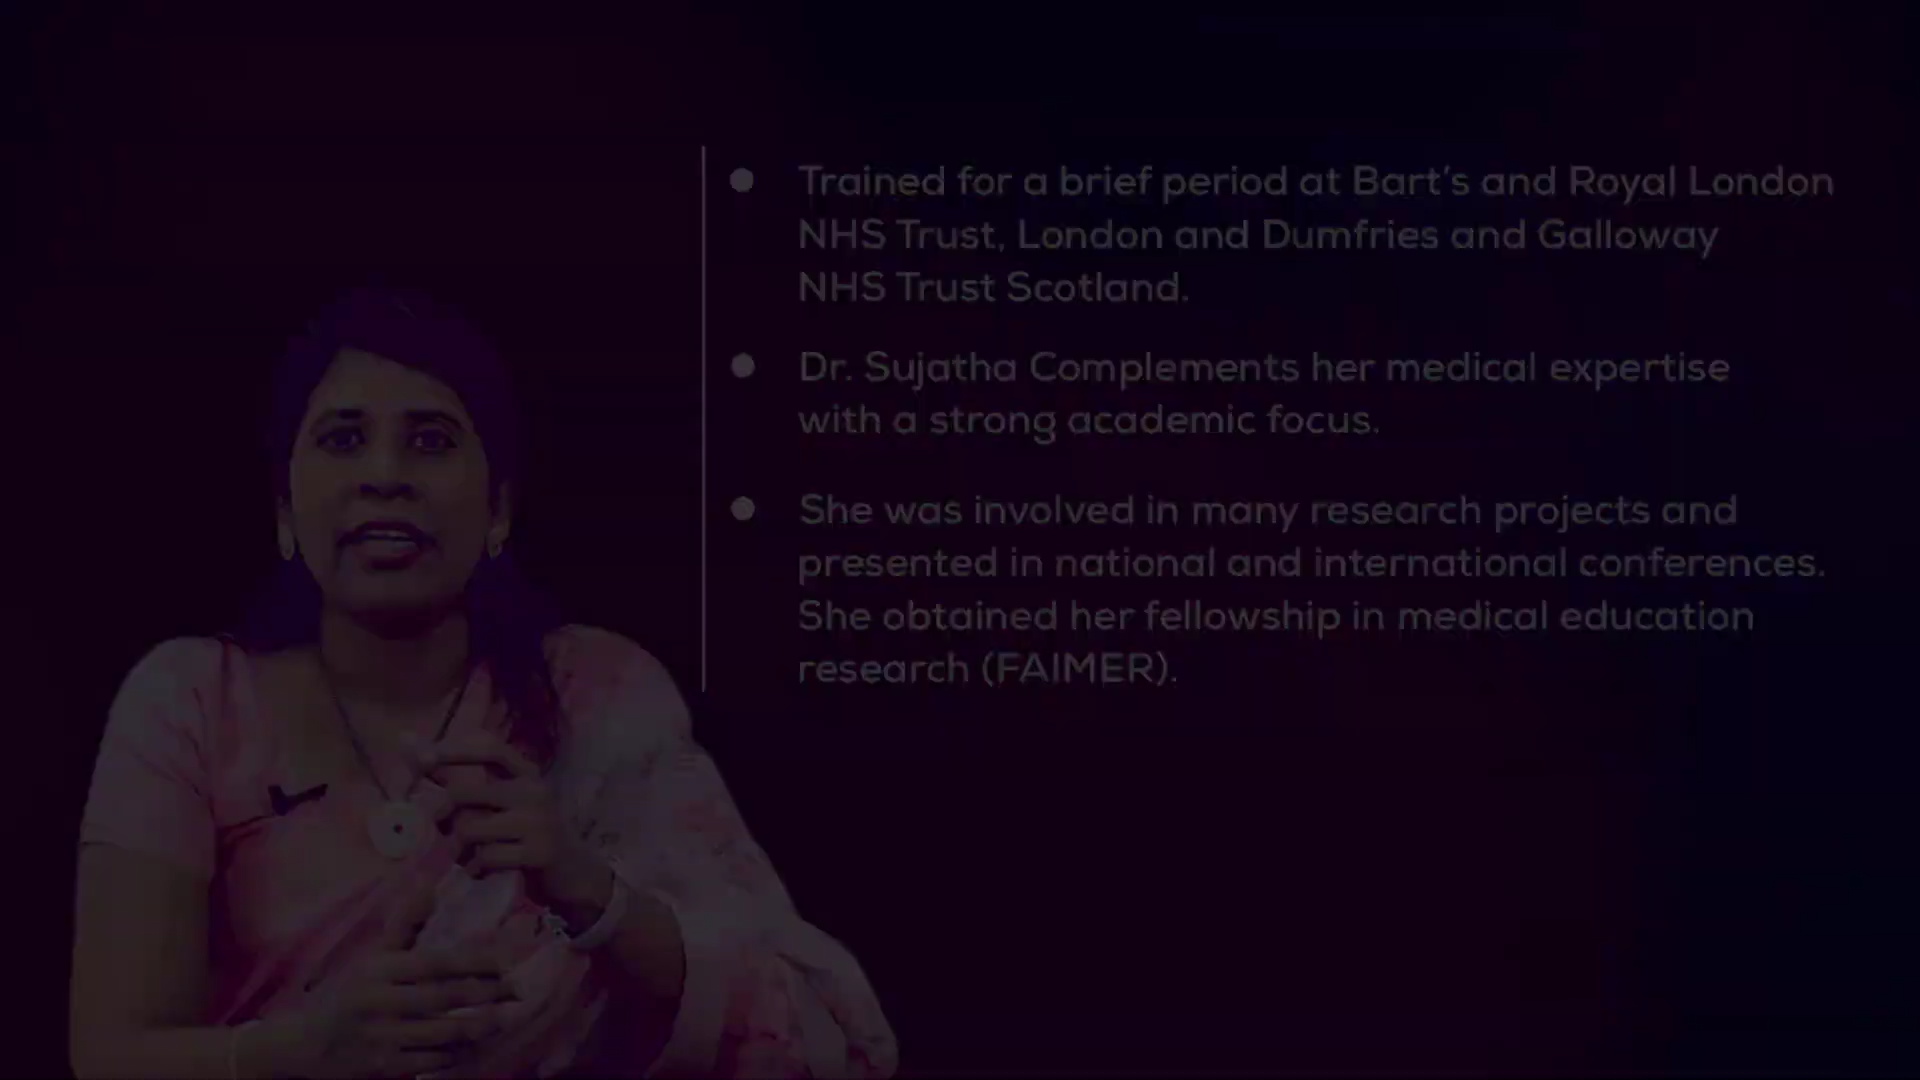 Trained for a brief period at Bart's and Royal London
NHS Trust, London and Dumfries and Galloway
NHS Trust Scotland.
Dr. Sujatha Complements her medical expertise
with a strong academic focus.
She was involved in many research projects and
presented in national and international conferences.
She obtained her fellowship in medical education
research (FAIMER).